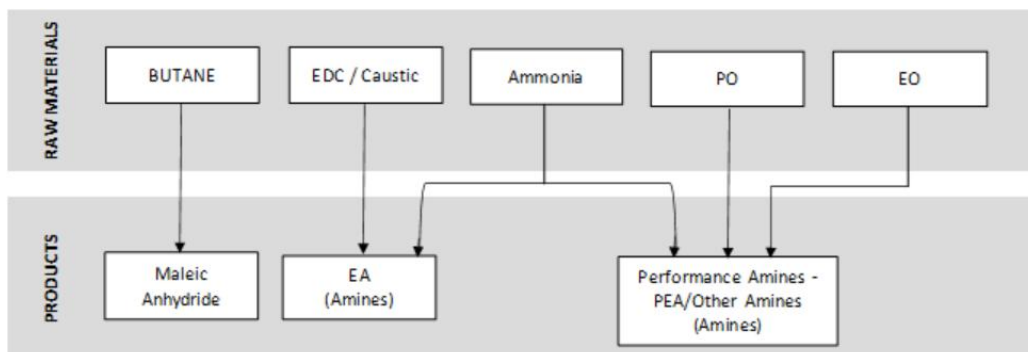 RAW MATERIALS
BUTANE
EDC / Caustic
Ammonia
PO
EO
PRODUCTS
Maleic
Anhydride
EA
(Amines)
Performance Amines -
PEA/Other Amines
(Amines)